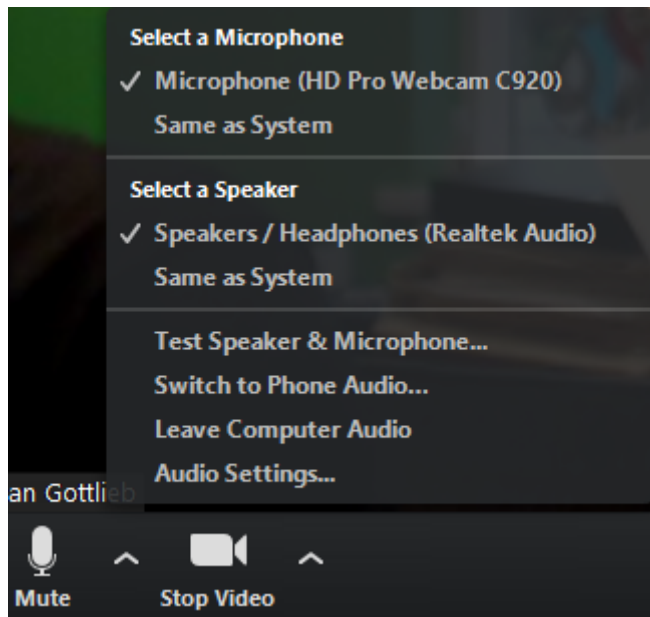 Select a Microphone
✓ Microphone (HD Pro Webcam C920)
Same as System
Select a Speaker
✓ Speakers / Headphones (Realtek Audio)
Same as System
Test Speaker & Microphone...
Switch to Phone Audio...
Leave Computer Audio
Audio Settings...
an Gottlieb
Mute
Stop Video